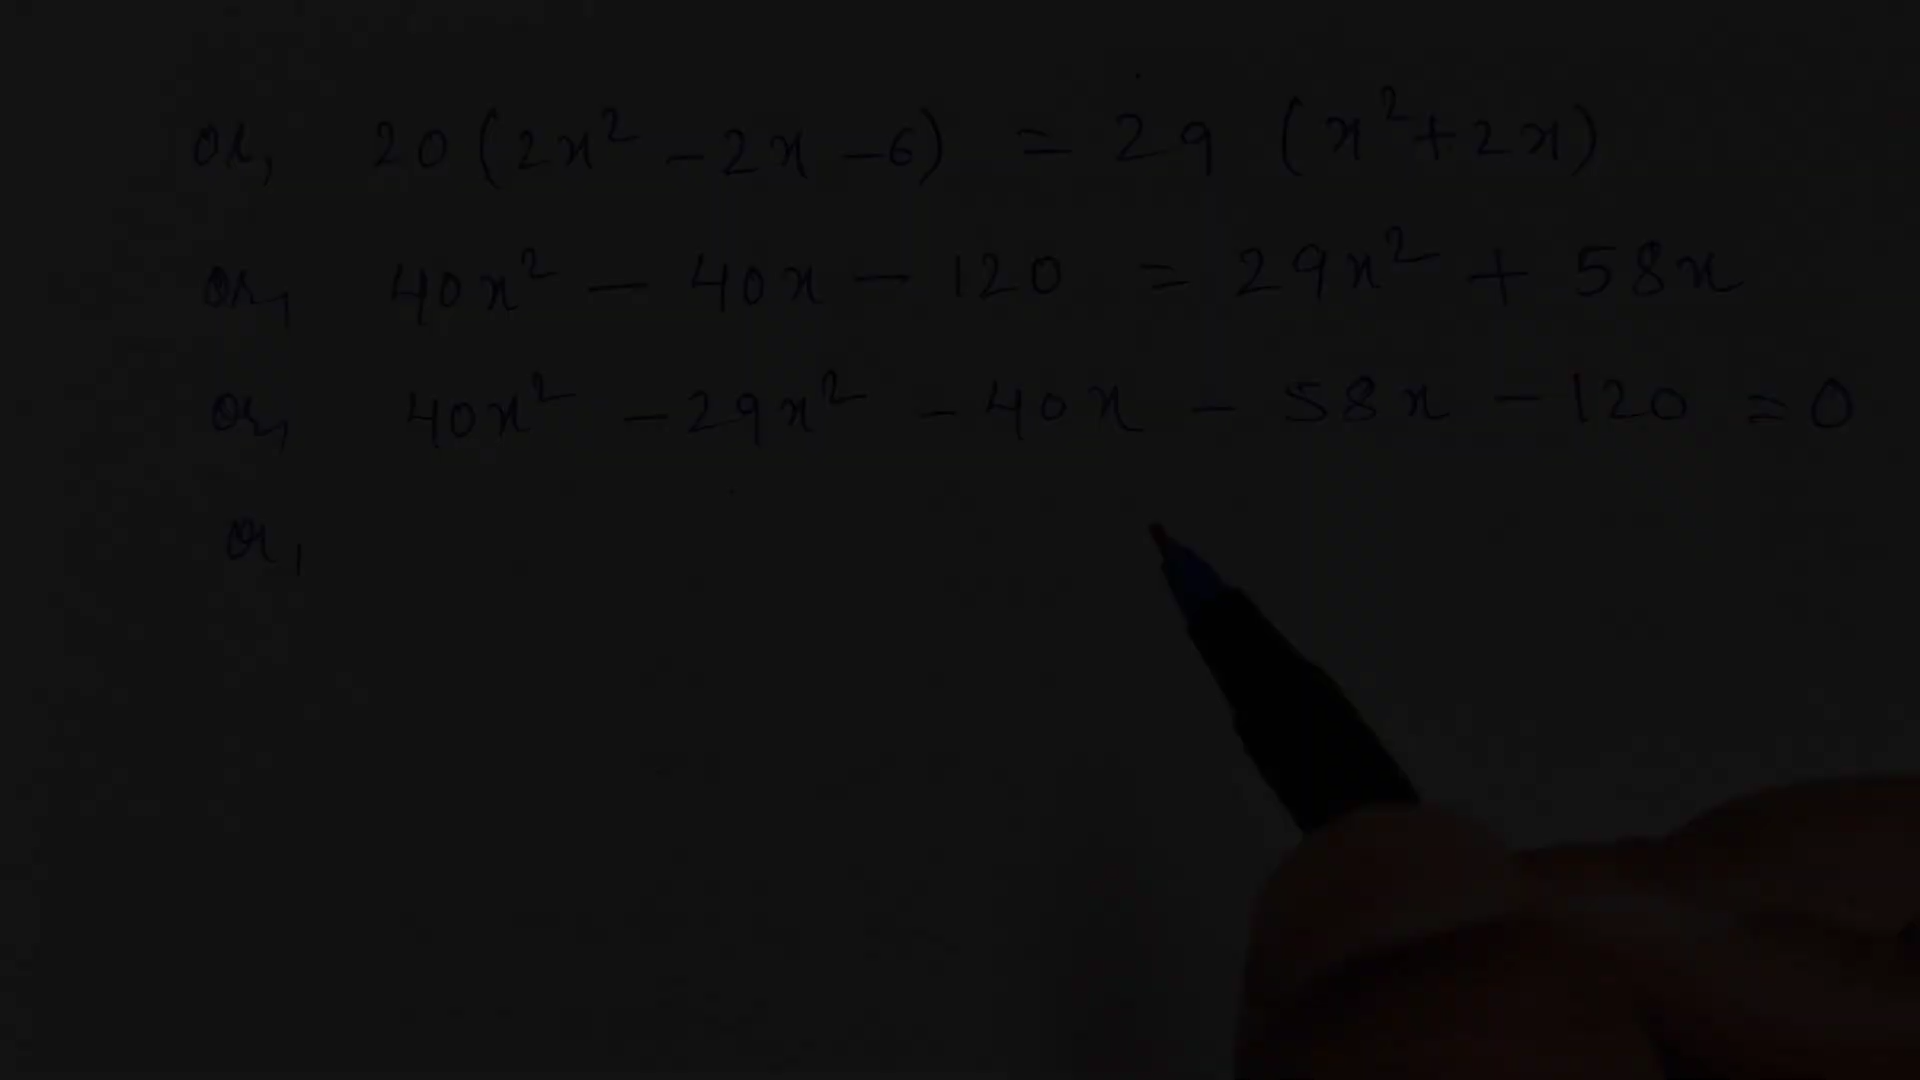 or, 20 (2x² - 2x - 6) = 29 (x² + 2x)
or, 40x² - 40x - 120 = 29x² + 58x
or, 40x² - 29x² - 40x - 58x - 120 = 0
or,